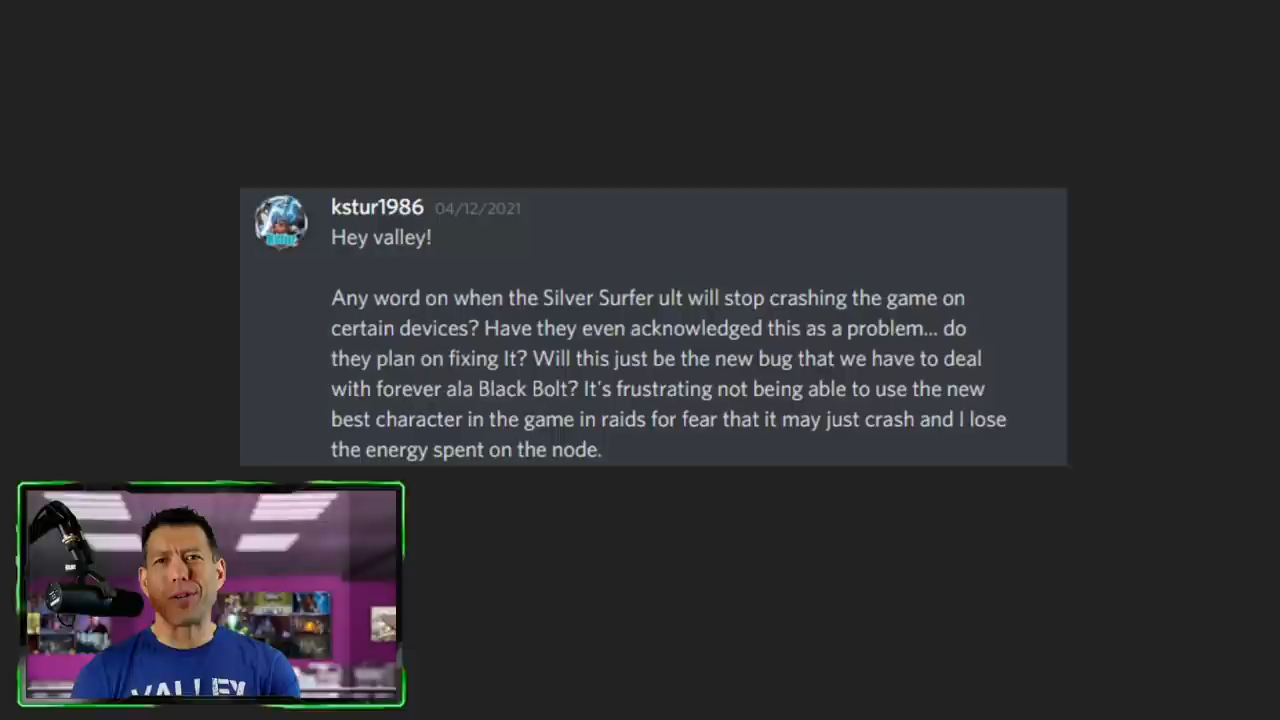 kstur1986 04/12/2021
Hey valley!
Any word on when the Silver Surfer ult will stop crashing the game on
certain devices? Have they even acknowledged this as a problem... do
they plan on fixing It? Will this just be the new bug that we have to deal
with forever ala Black Bolt? It's frustrating not being able to use the new
best character in the game in raids for fear that it may just crash and I lose
the energy spent on the node.
VALLEY